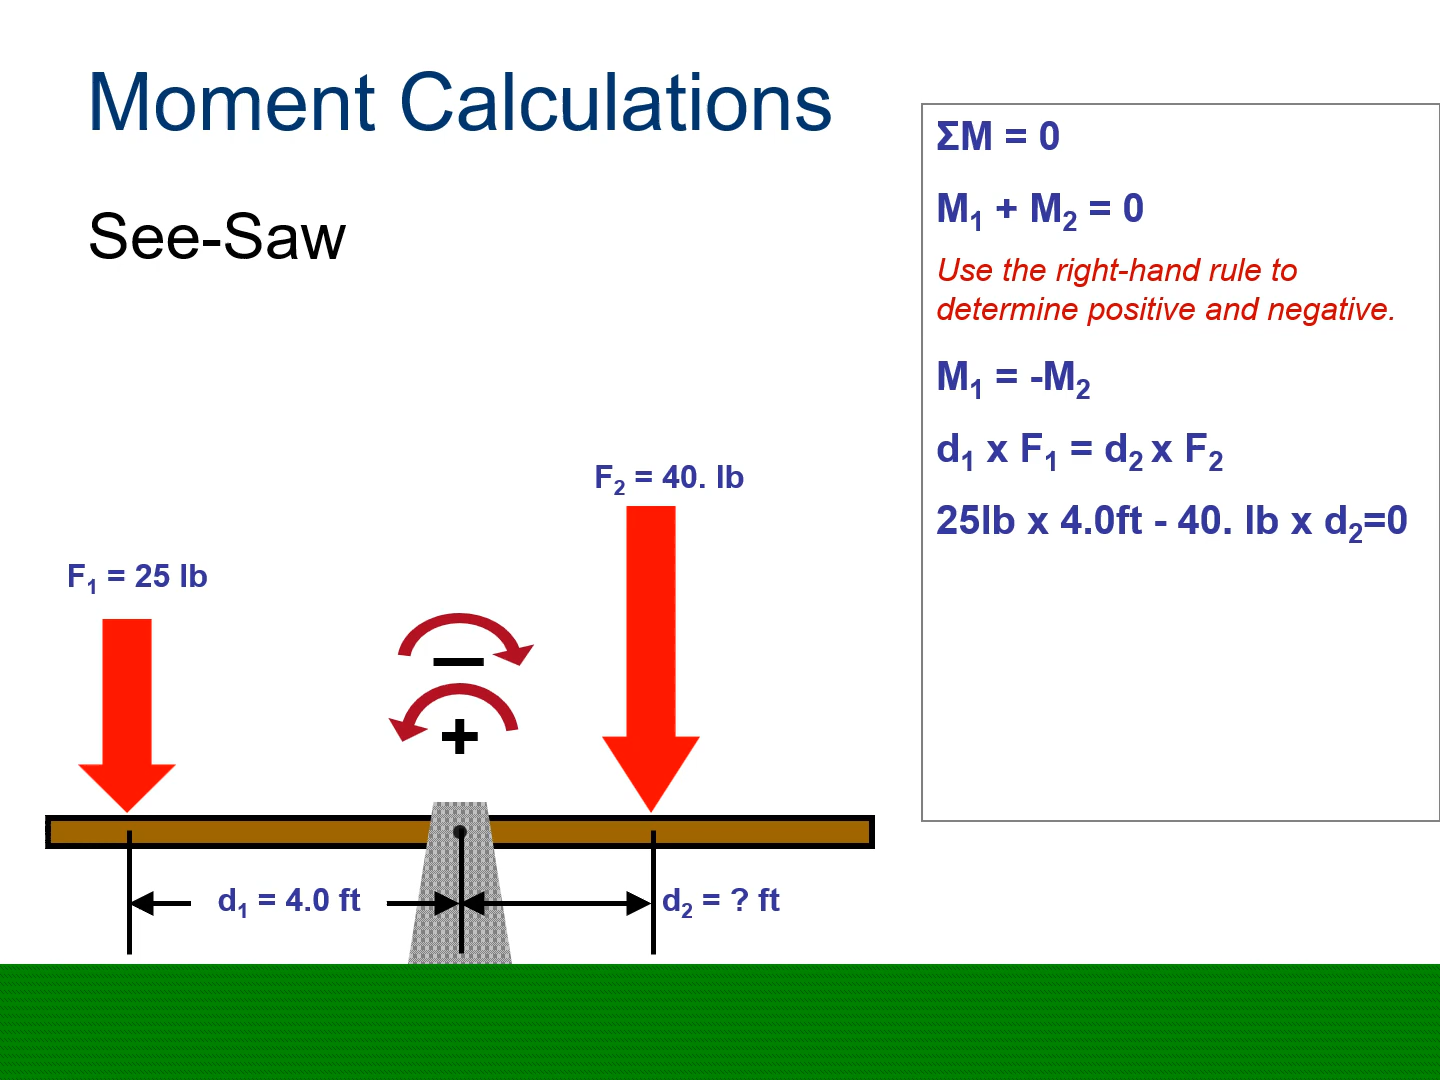 Moment Calculations
See-Saw
ΣM = 0
M₁ + M₂ = 0
Use the right-hand rule to
determine positive and negative.
M₁ = -M₂
d₁ x F₁ = d₂ x F₂
25lb x 4.0ft - 40. lb x d₂=0
F₂ = 40. lb
F₁ = 25 lb
−
+
d₁ = 4.0 ft
d₂ = ? ft